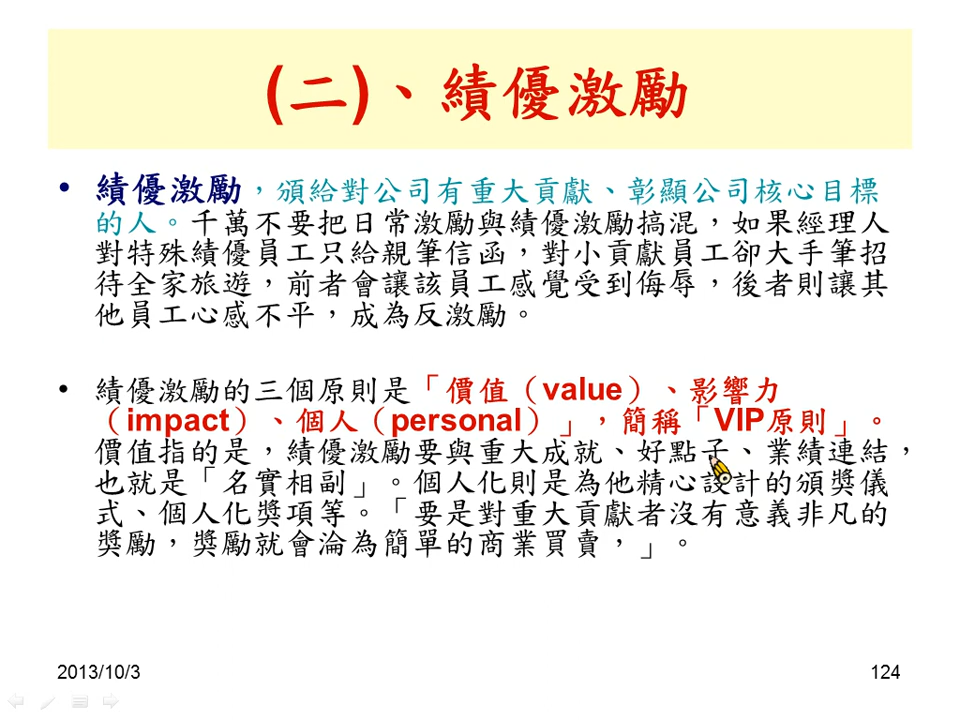 (二)、績優激勵
• 績優激勵，頒給對公司有重大貢獻、彰顯公司核心目標
的人。千萬不要把日常激勵與績優激勵搞混，如果經理人
對特殊績優員工只給親筆信函，對小貢獻員工卻大手筆招
待全家旅遊，前者會讓該員工感覺受到侮辱，後者則讓其
他員工心感不平，成為反激勵。
• 績優激勵的三個原則是「價值（value）、影響力
（impact）、個人（personal）」，簡稱「VIP原則」。
價值指的是，績優激勵要與重大成就、好點子、業績連結，
也就是「名實相副」。個人化則是為他精心設計的頒獎儀
式、個人化獎項等。「要是對重大貢獻者沒有意義非凡的
獎勵，獎勵就會淪為簡單的商業買賣，」。
2013/10/3
124